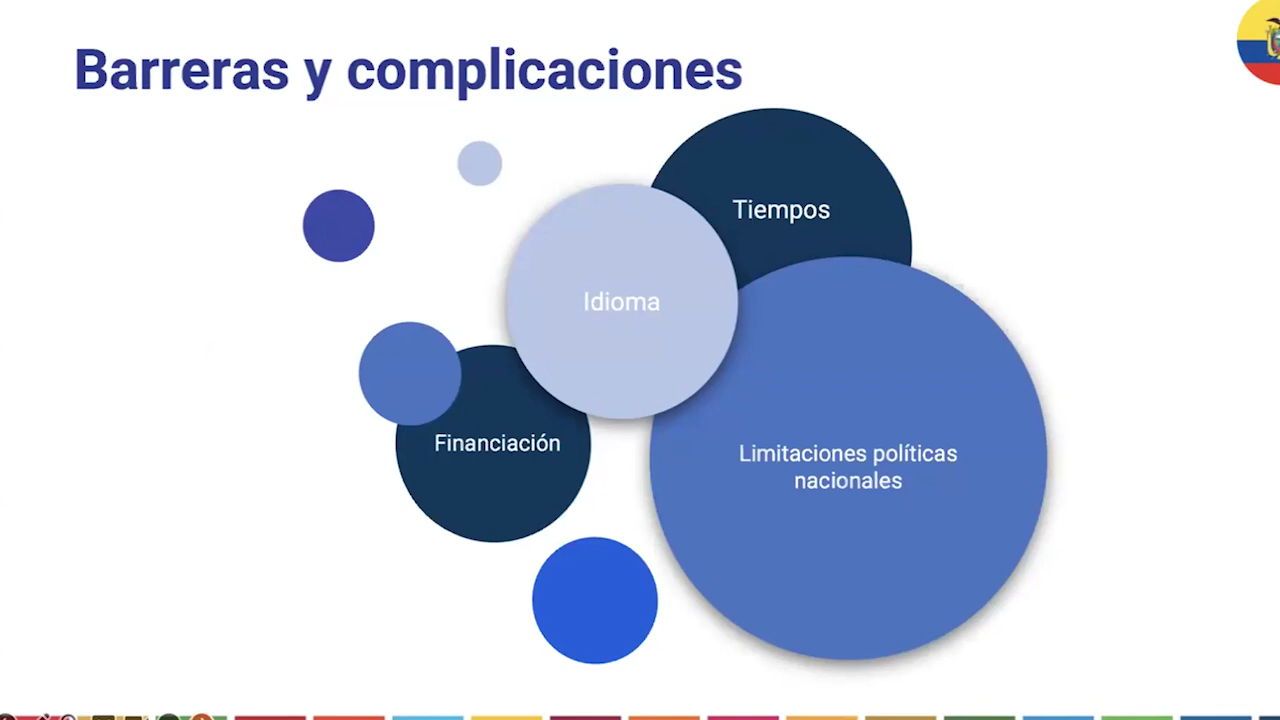 Barreras y complicaciones
Tiempos
Idioma
Financiación
Limitaciones políticas
nacionales